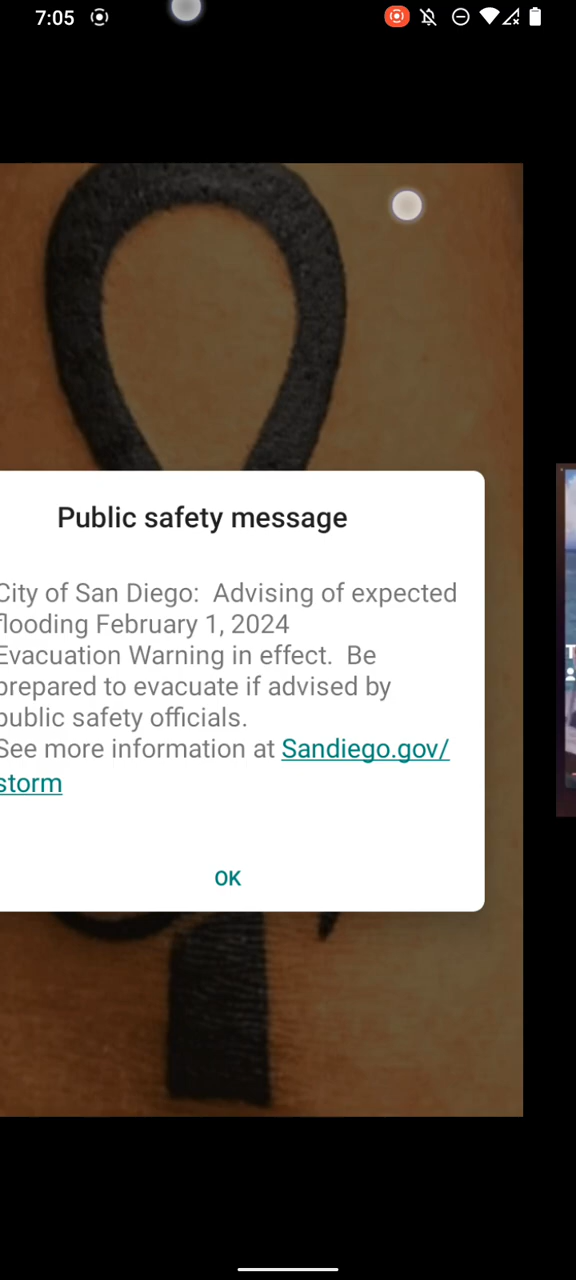 7:05
Public safety message
City of San Diego:  Advising of expected
flooding February 1, 2024
Evacuation Warning in effect.  Be
prepared to evacuate if advised by
public safety officials.
See more information at Sandiego.gov/
storm
OK